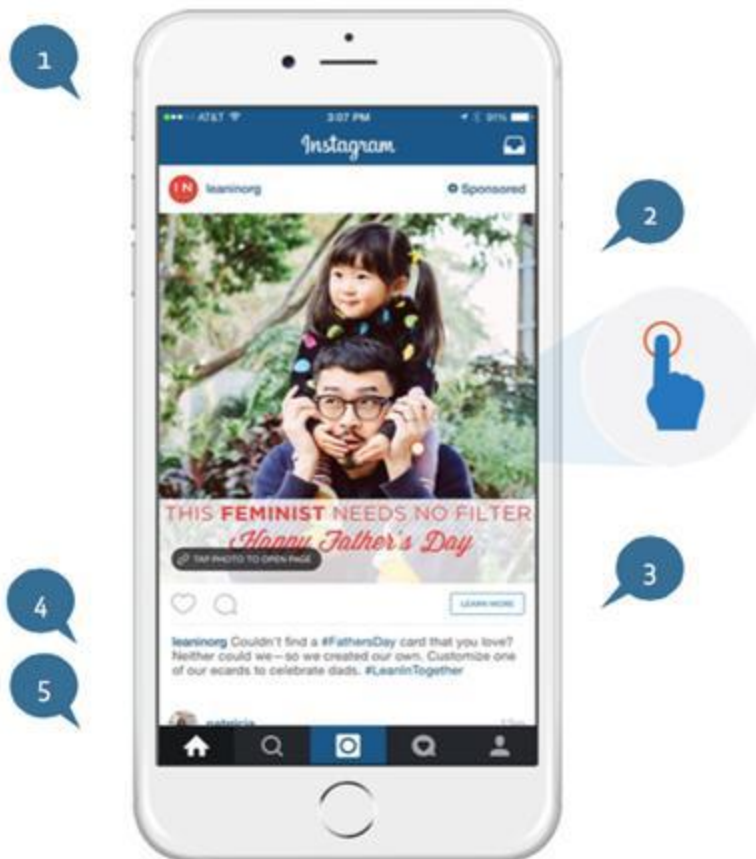 1
AT&T 3:07 PM 91%
Instagram
IN leaninorg Sponsored
2
THIS FEMINIST NEEDS NO FILTER
Happy Father's Day
TAP PHOTO TO OPEN PAGE
3
LEARN MORE
4
leaninorg Couldn't find a #FathersDay card that you love?
Neither could we—so we created our own. Customize one
of our ecards to celebrate dads. #LeanInTogether
5
patricia